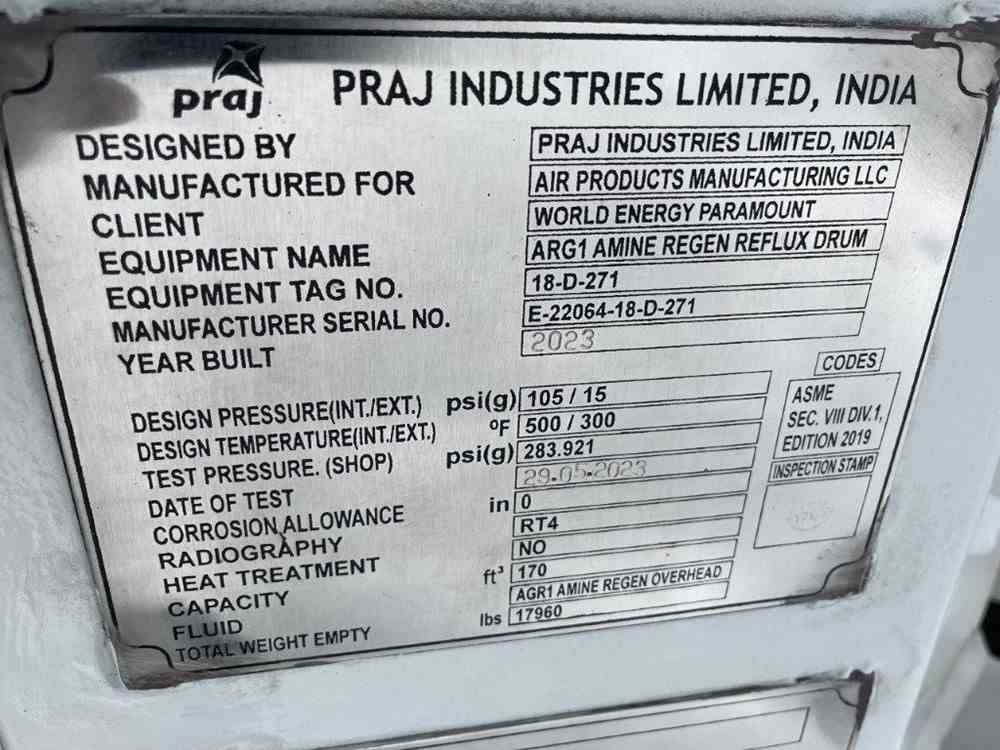 praj
PRAJ INDUSTRIES LIMITED, INDIA
DESIGNED BY PRAJ INDUSTRIES LIMITED, INDIA
MANUFACTURED FOR AIR PRODUCTS MANUFACTURING LLC
CLIENT WORLD ENERGY PARAMOUNT
EQUIPMENT NAME ARG1 AMINE REGEN REFLUX DRUM
EQUIPMENT TAG NO. 18-D-271
MANUFACTURER SERIAL NO. E-22064-18-D-271
YEAR BUILT 2023
DESIGN PRESSURE(INT./EXT.) psi(g) 105 / 15
DESIGN TEMPERATURE(INT./EXT.) ºF 500 / 300
TEST PRESSURE. (SHOP) psi(g) 283.921
DATE OF TEST 29.05.2023
CORROSION ALLOWANCE in 0
RADIOGRAPHY RT4
HEAT TREATMENT NO
CAPACITY ft³ 170
FLUID AGR1 AMINE REGEN OVERHEAD
TOTAL WEIGHT EMPTY lbs 17960
CODES
ASME
SEC. VIII DIV.1,
EDITION 2019
INSPECTION STAMP